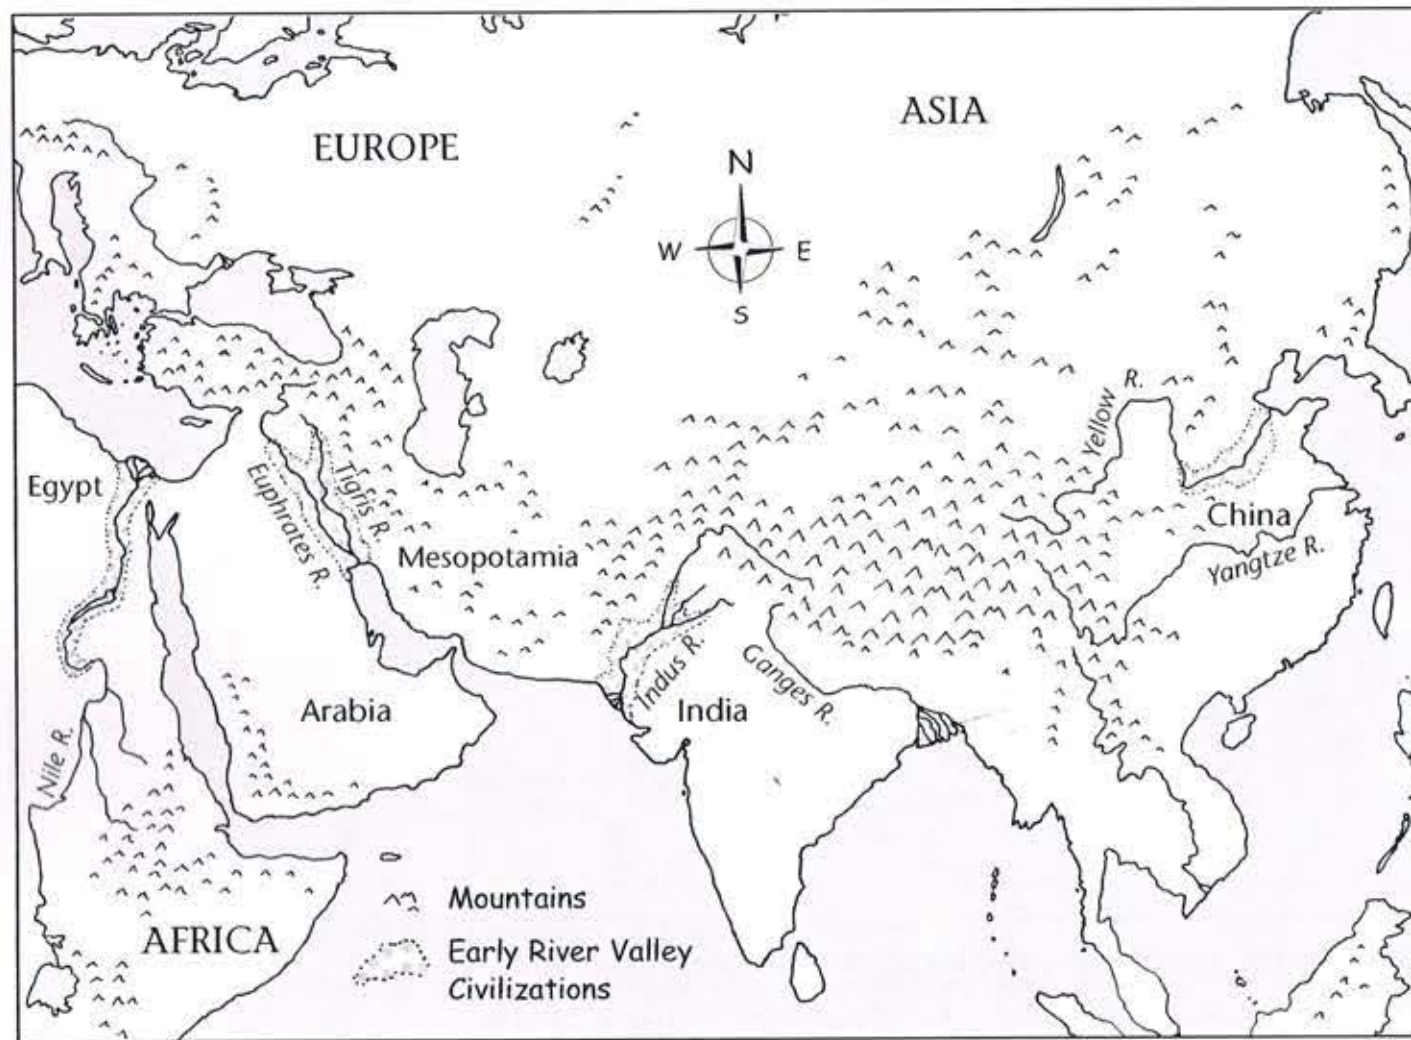 ASIA
EUROPE
N
W
E
S
Yellow R.
Egypt
Tigris R.
Euphrates R.
China
Mesopotamia
Yangtze R.
Indus R.
Ganges R.
Arabia
India
Nile R.
Mountains
AFRICA
Early River Valley
Civilizations